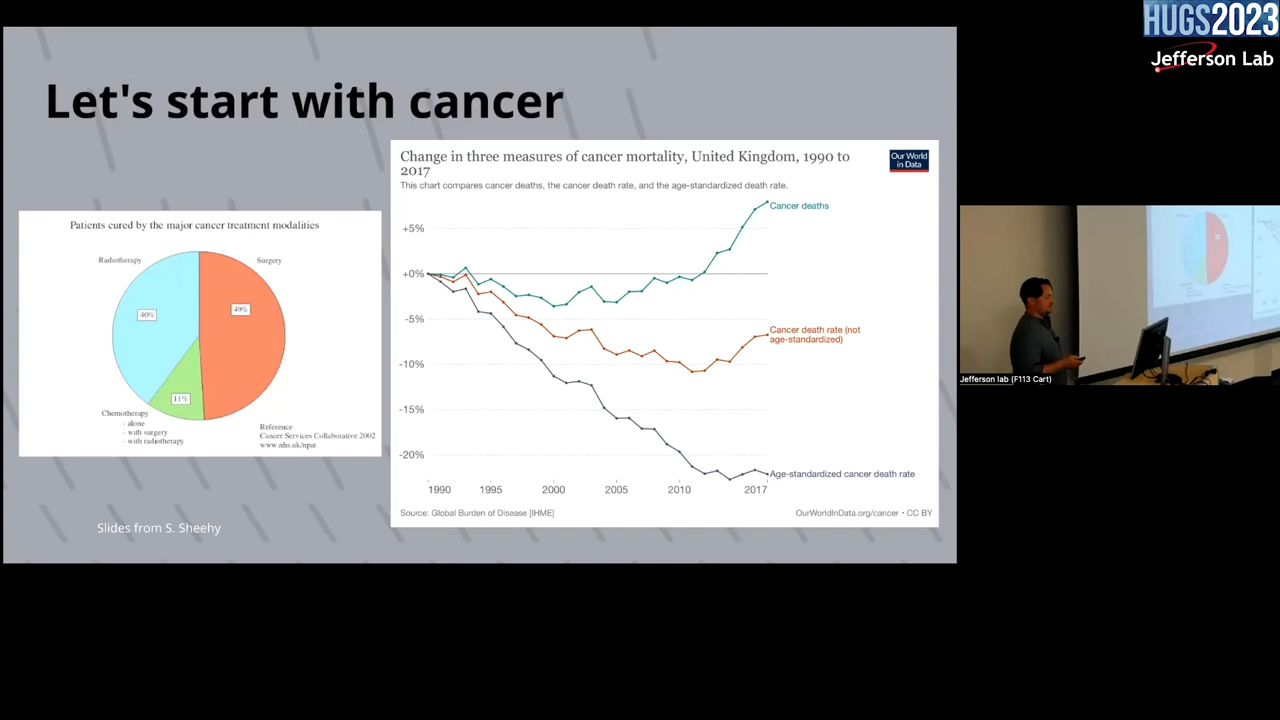 HUGS2023
Jefferson Lab
Let's start with cancer
Patients cured by the major cancer treatment modalities
Radiotherapy
Surgery
40%
49%
11%
Chemotherapy
- alone
- with surgery
- with radiotherapy
Reference
Cancer Services Collaborative 2002
www.nhs.uk/npat
Slides from S. Sheehy
Change in three measures of cancer mortality, United Kingdom, 1990 to
2017
Our World
in Data
This chart compares cancer deaths, the cancer death rate, and the age-standardized death rate.
Cancer deaths
+5%
+0%
-5%
Cancer death rate (not
age-standardized)
-10%
-15%
-20%
Age-standardized cancer death rate
1990 1995 2000 2005 2010 2017
Source: Global Burden of Disease [IHME]
OurWorldInData.org/cancer • CC BY
Jefferson lab (F113 Cart)